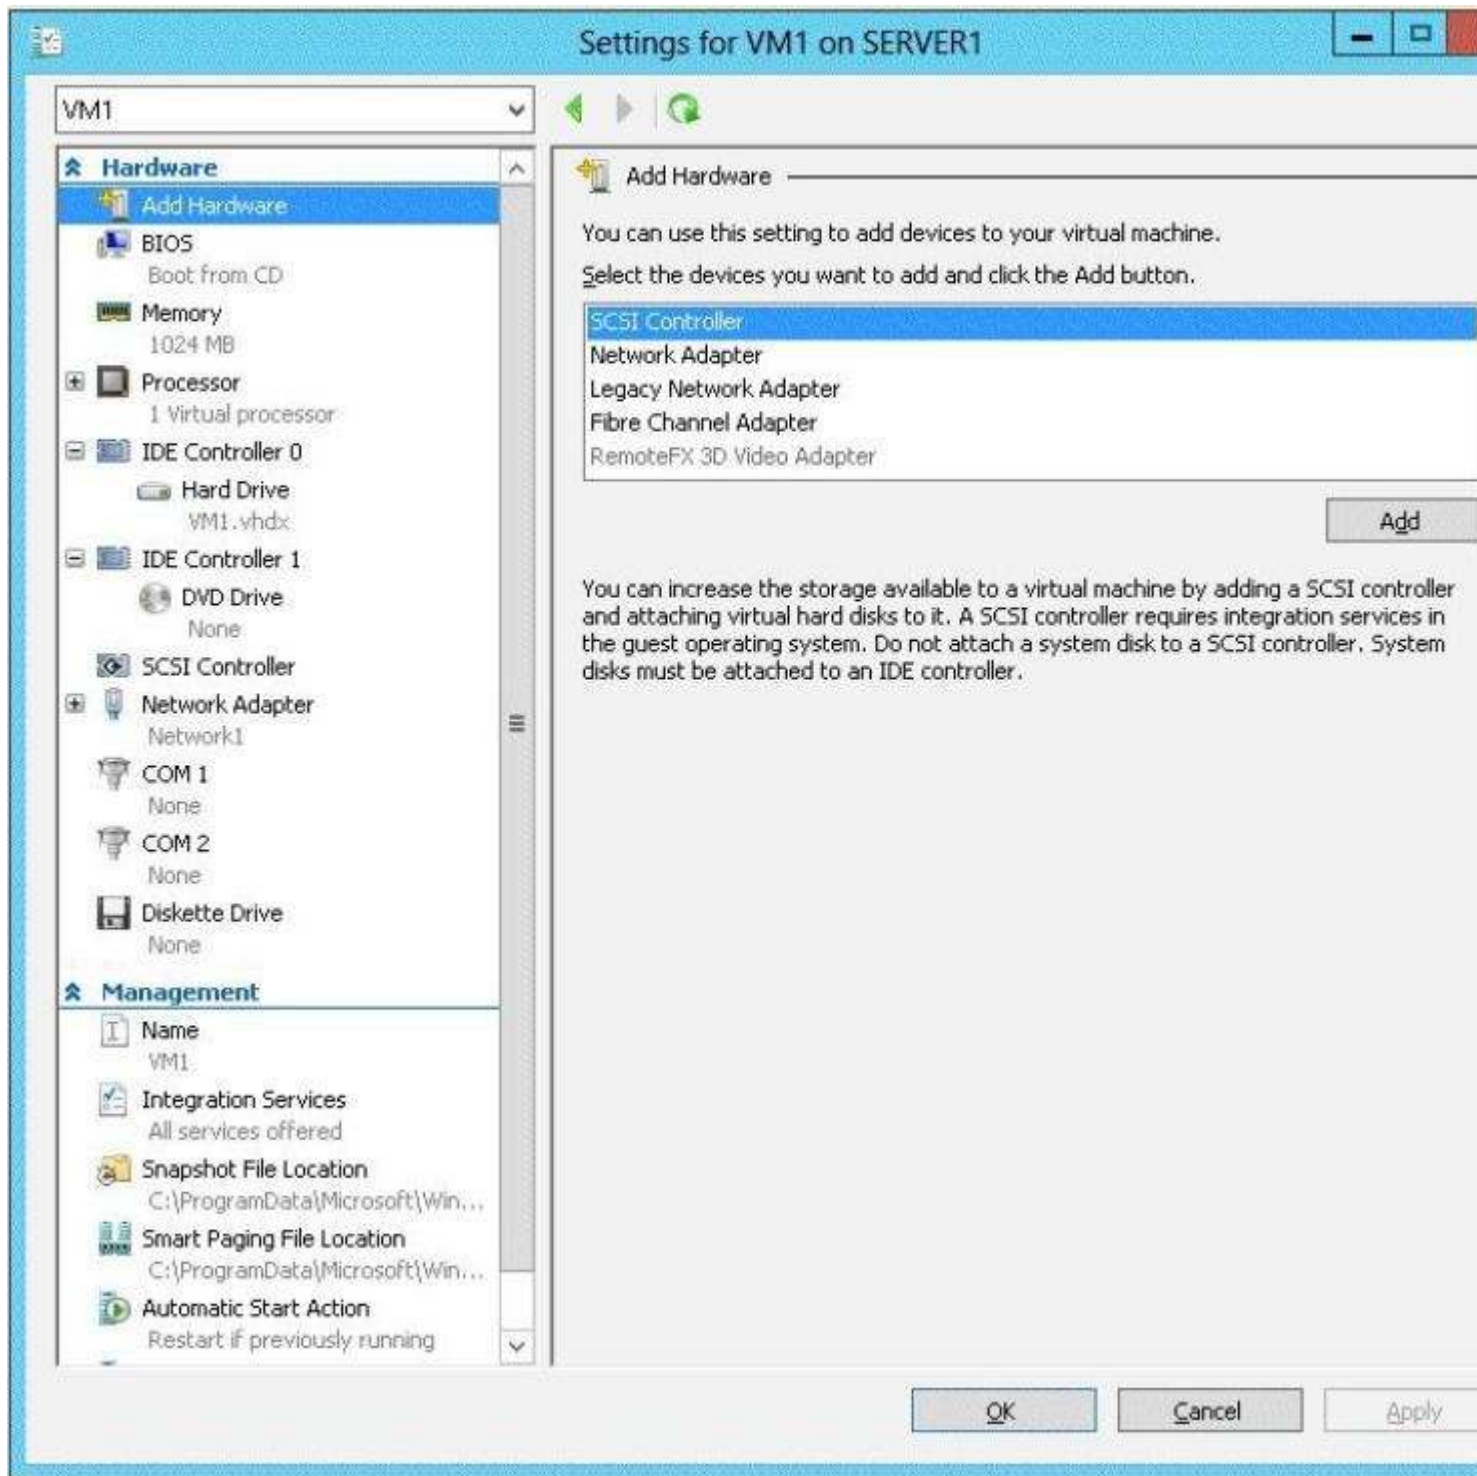 Settings for VM1 on SERVER1
VM1
Hardware
Add Hardware
BIOS
Boot from CD
Memory
1024 MB
Processor
1 Virtual processor
IDE Controller 0
Hard Drive
VM1.vhdx
IDE Controller 1
DVD Drive
None
SCSI Controller
Network Adapter
Network1
COM 1
None
COM 2
None
Diskette Drive
None
Management
Name
VM1
Integration Services
All services offered
Snapshot File Location
C:\ProgramData\Microsoft\Win...
Smart Paging File Location
C:\ProgramData\Microsoft\Win...
Automatic Start Action
Restart if previously running
Add Hardware
You can use this setting to add devices to your virtual machine.
Select the devices you want to add and click the Add button.
SCSI Controller
Network Adapter
Legacy Network Adapter
Fibre Channel Adapter
RemoteFX 3D Video Adapter
Add
You can increase the storage available to a virtual machine by adding a SCSI controller
and attaching virtual hard disks to it. A SCSI controller requires integration services in
the guest operating system. Do not attach a system disk to a SCSI controller. System
disks must be attached to an IDE controller.
OK
Cancel
Apply